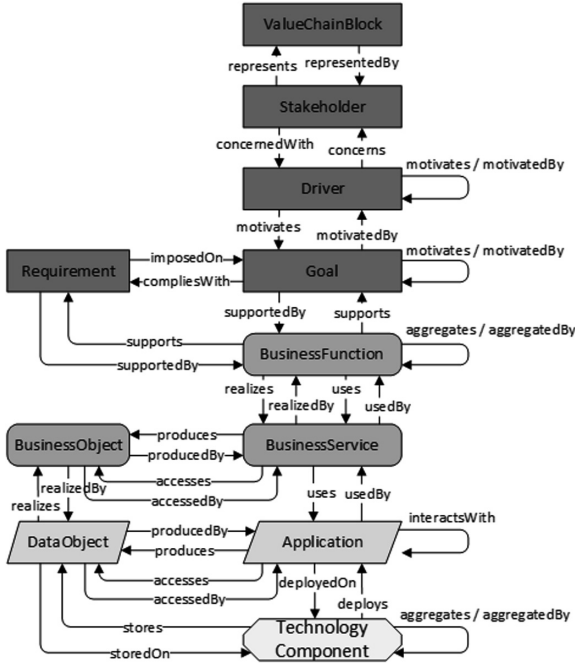 ValueChainBlock
represents
representedBy
Stakeholder
concernedWith
concerns
motivates / motivatedBy
Driver
motivates
motivatedBy
motivates / motivatedBy
Requirement
imposedOn
compliesWith
Goal
supportedBy
supports
supports
supportedBy
aggregates / aggregatedBy
BusinessFunction
realizes
realizedBy
uses
usedBy
BusinessObject
produces
producedBy
BusinessService
accesses
accessedBy
realizes
realizedBy
uses
usedBy
interactsWith
DataObject
producedBy
produces
Application
accesses
accessedBy
deployedOn
deploys
aggregates / aggregatedBy
stores
storedOn
Technology
Component